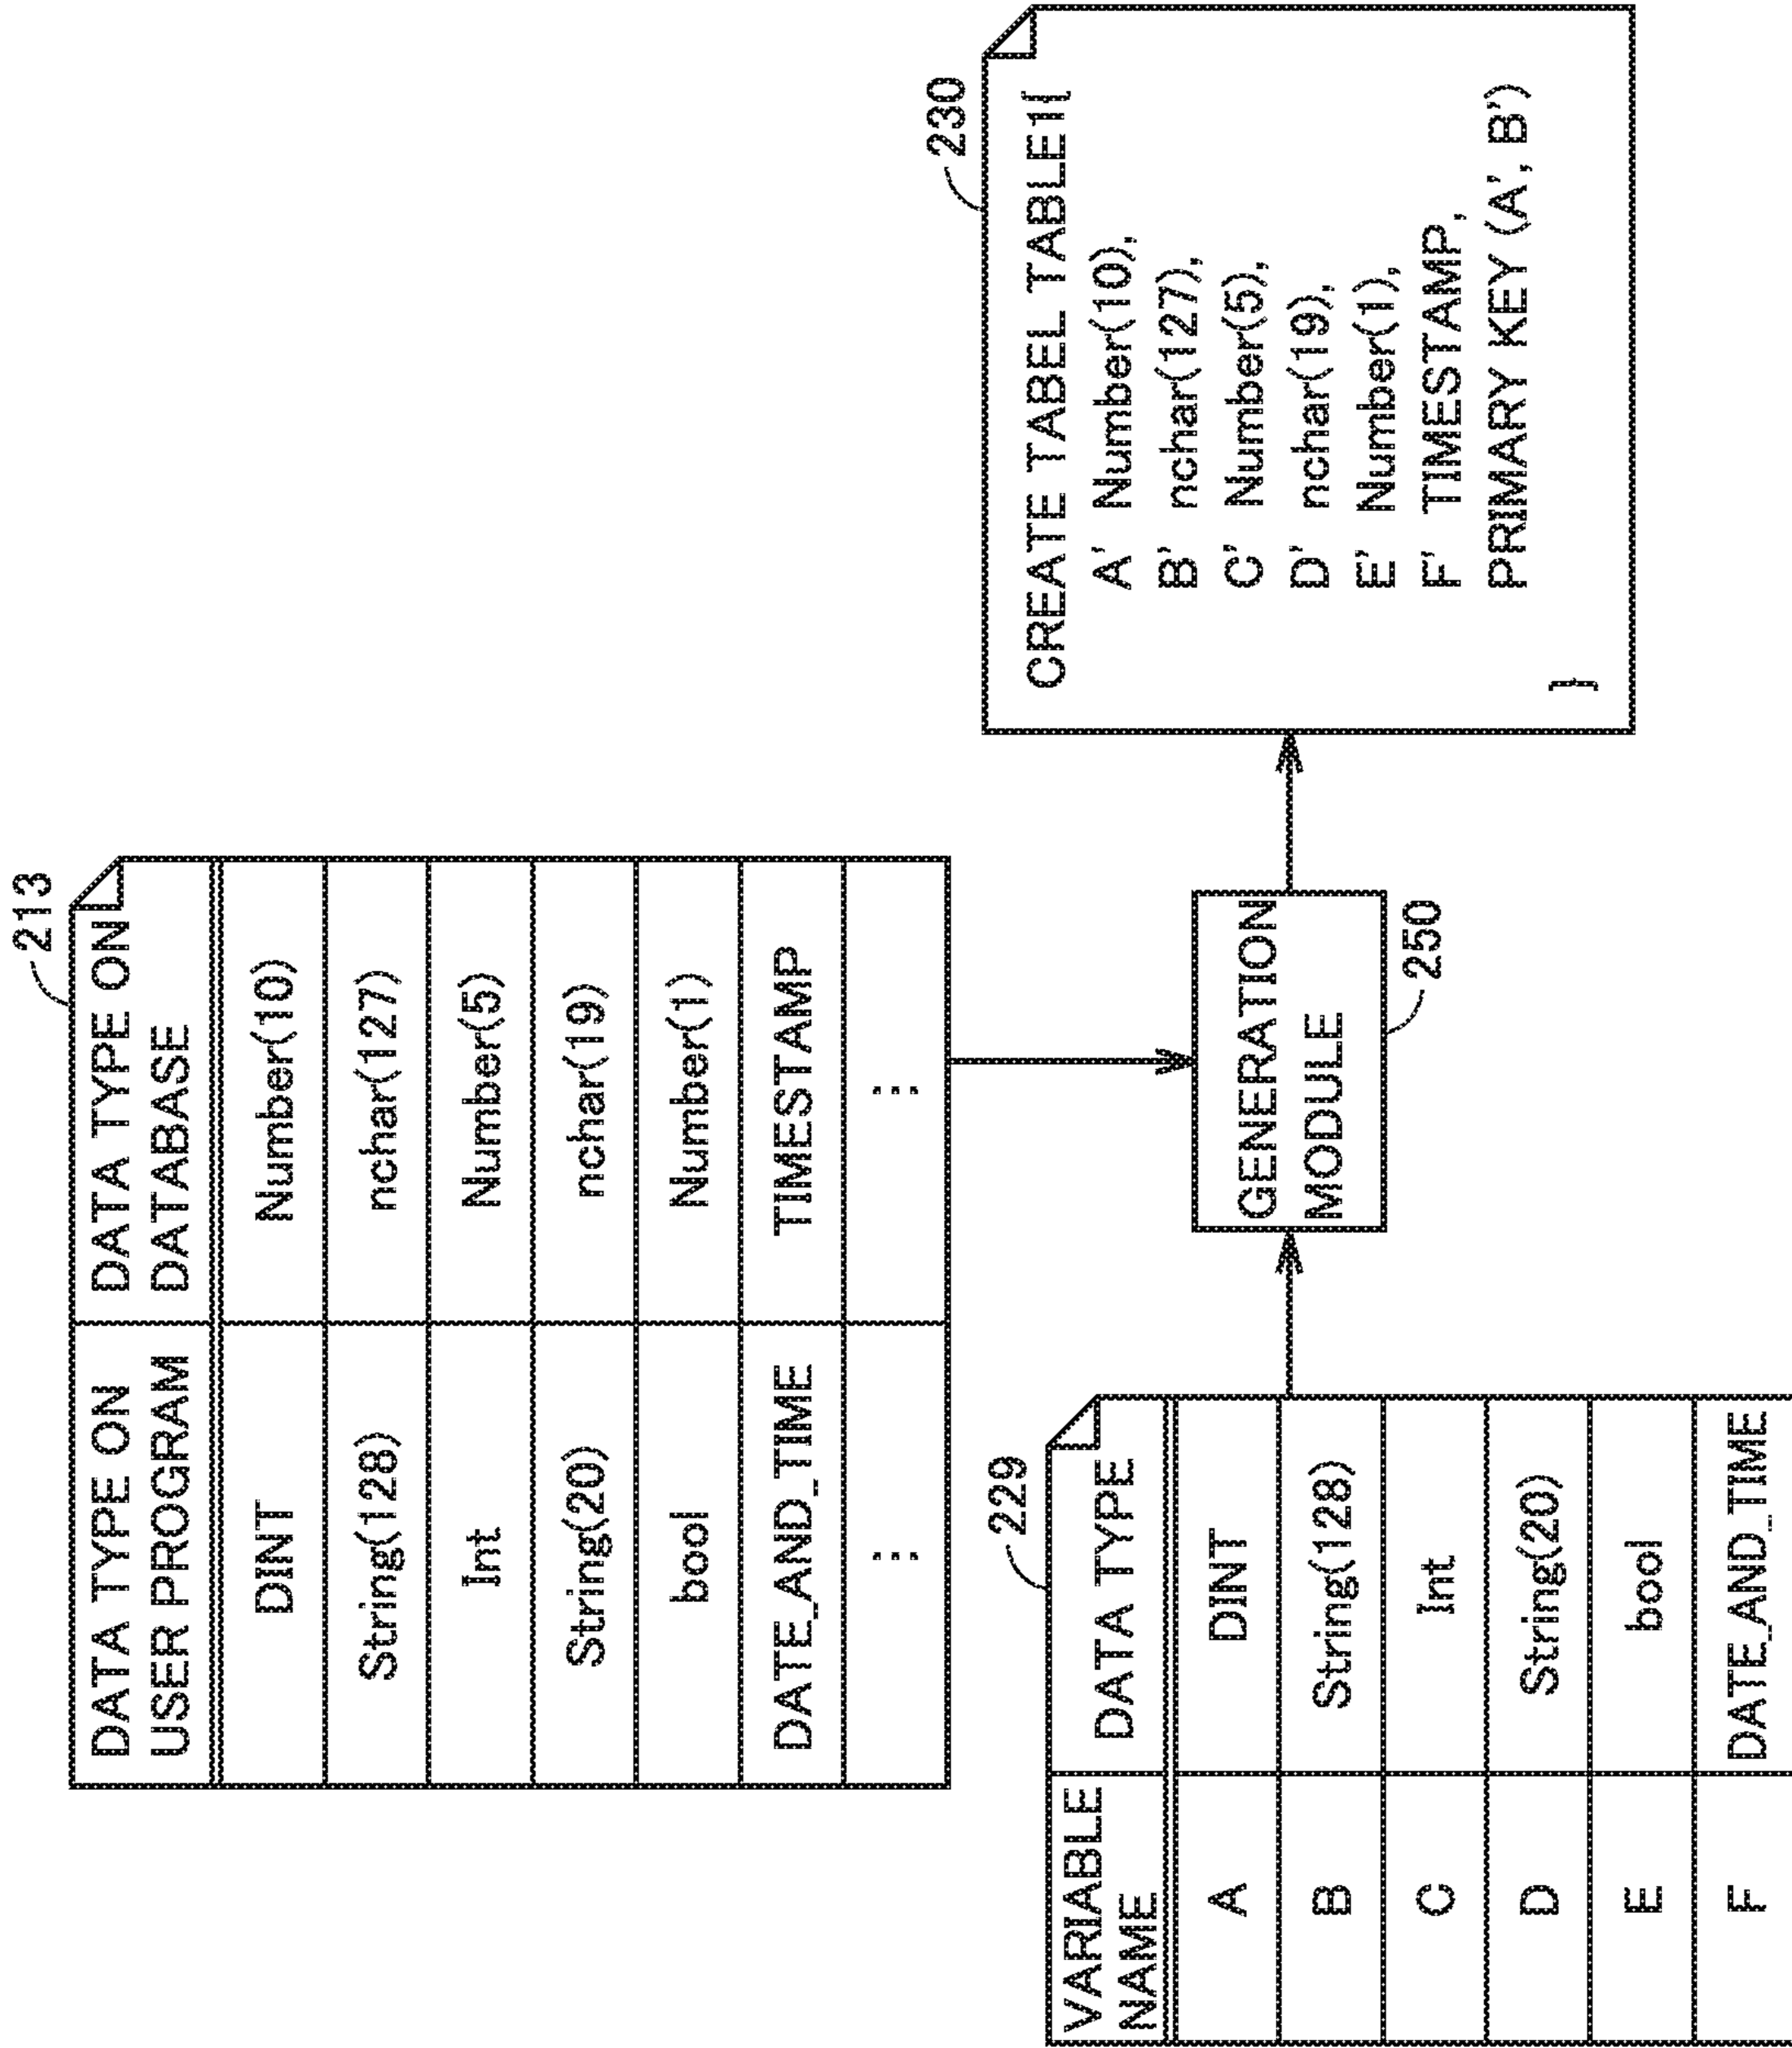 213
DATA TYPE ON USER PROGRAM
DATA TYPE ON DATABASE
DINT
Number(10)
String(128)
nchar(127)
Int
Number(5)
String(20)
nchar(19)
bool
Number(1)
DATE_AND_TIME
TIMESTAMP
...
...
229
VARIABLE NAME
DATA TYPE
A
DINT
B
String(128)
C
Int
D
String(20)
E
bool
F
DATE_AND_TIME
GENERATION
MODULE
250
230
CREATE TABEL TABLE1{
A' Number(10),
B' nchar(127),
C' Number(5),
D' nchar(19),
E' Number(1),
F' TIMESTAMP,
PRIMARY KEY (A', B')
}